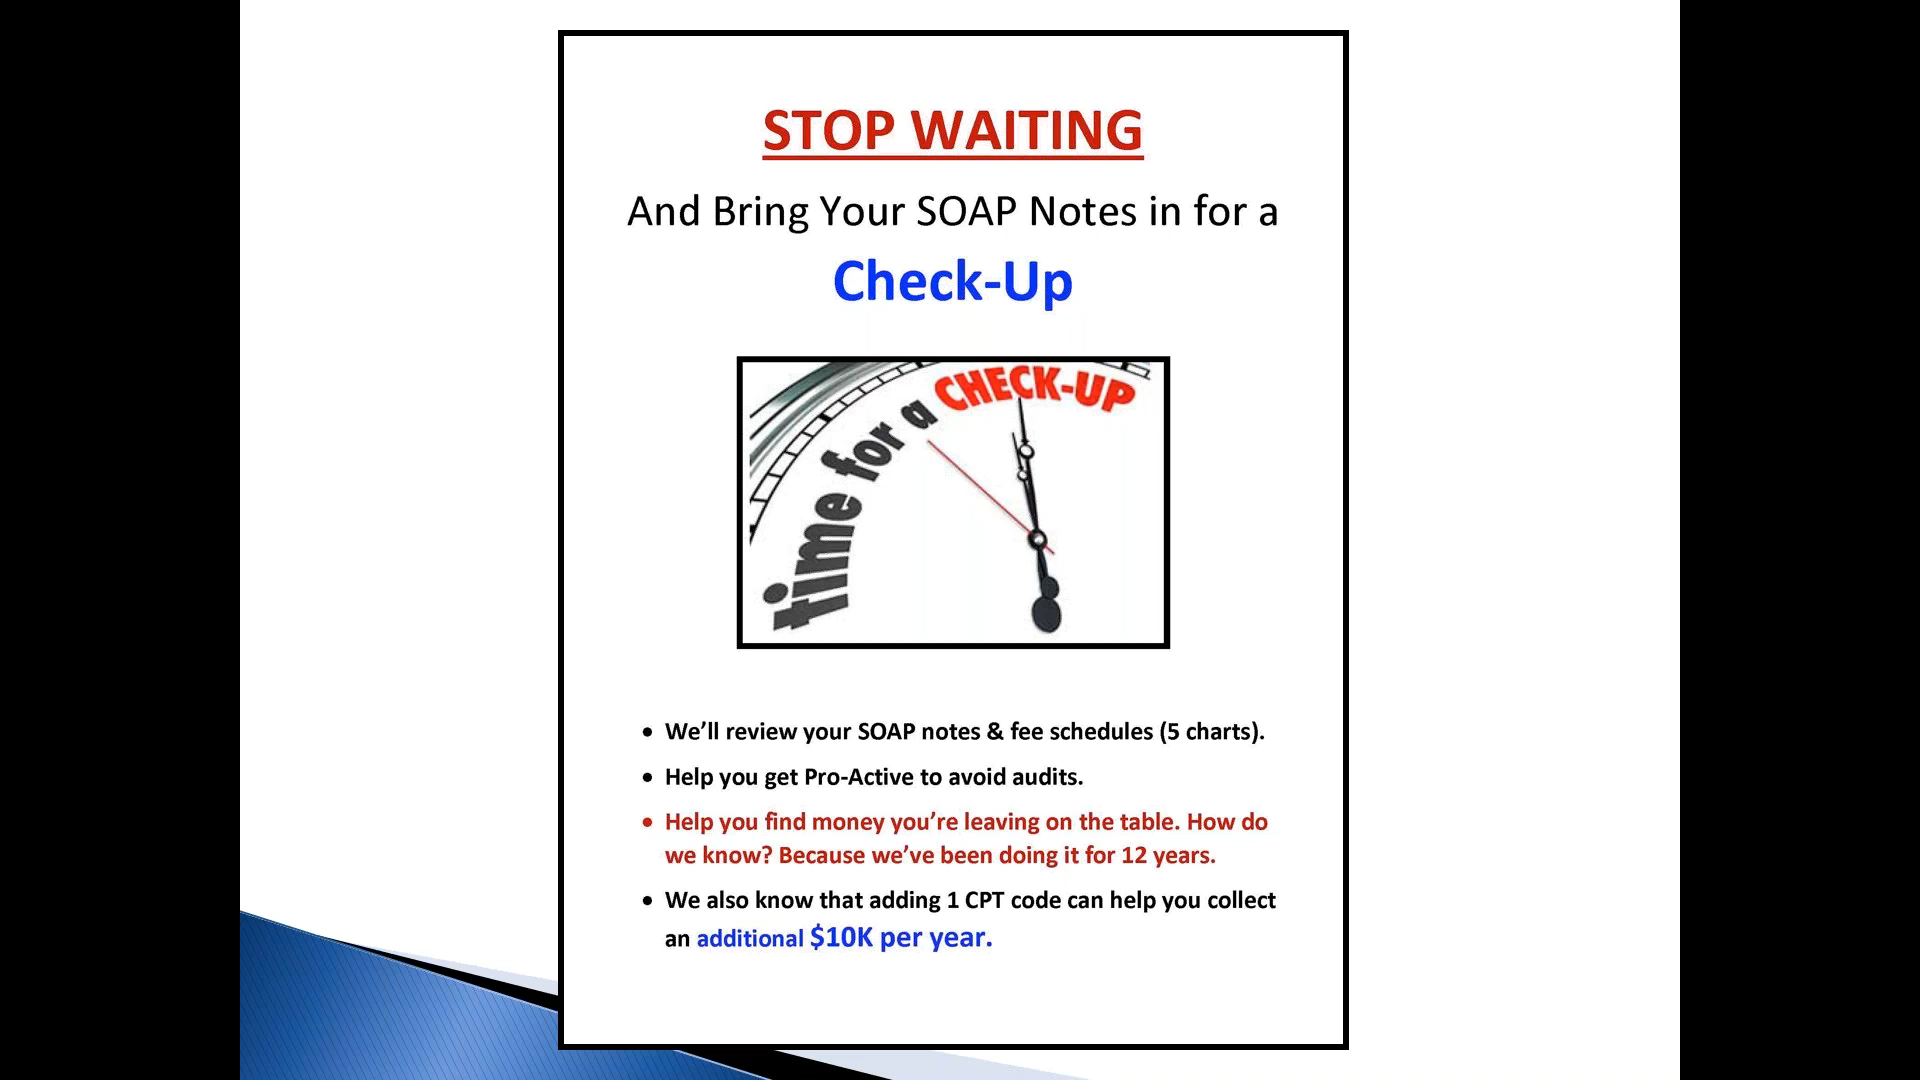 STOP WAITING
And Bring Your SOAP Notes in for a
Check-Up
time for a CHECK-UP
• We’ll review your SOAP notes & fee schedules (5 charts).
• Help you get Pro-Active to avoid audits.
• Help you find money you’re leaving on the table. How do
we know? Because we’ve been doing it for 12 years.
• We also know that adding 1 CPT code can help you collect
an additional $10K per year.